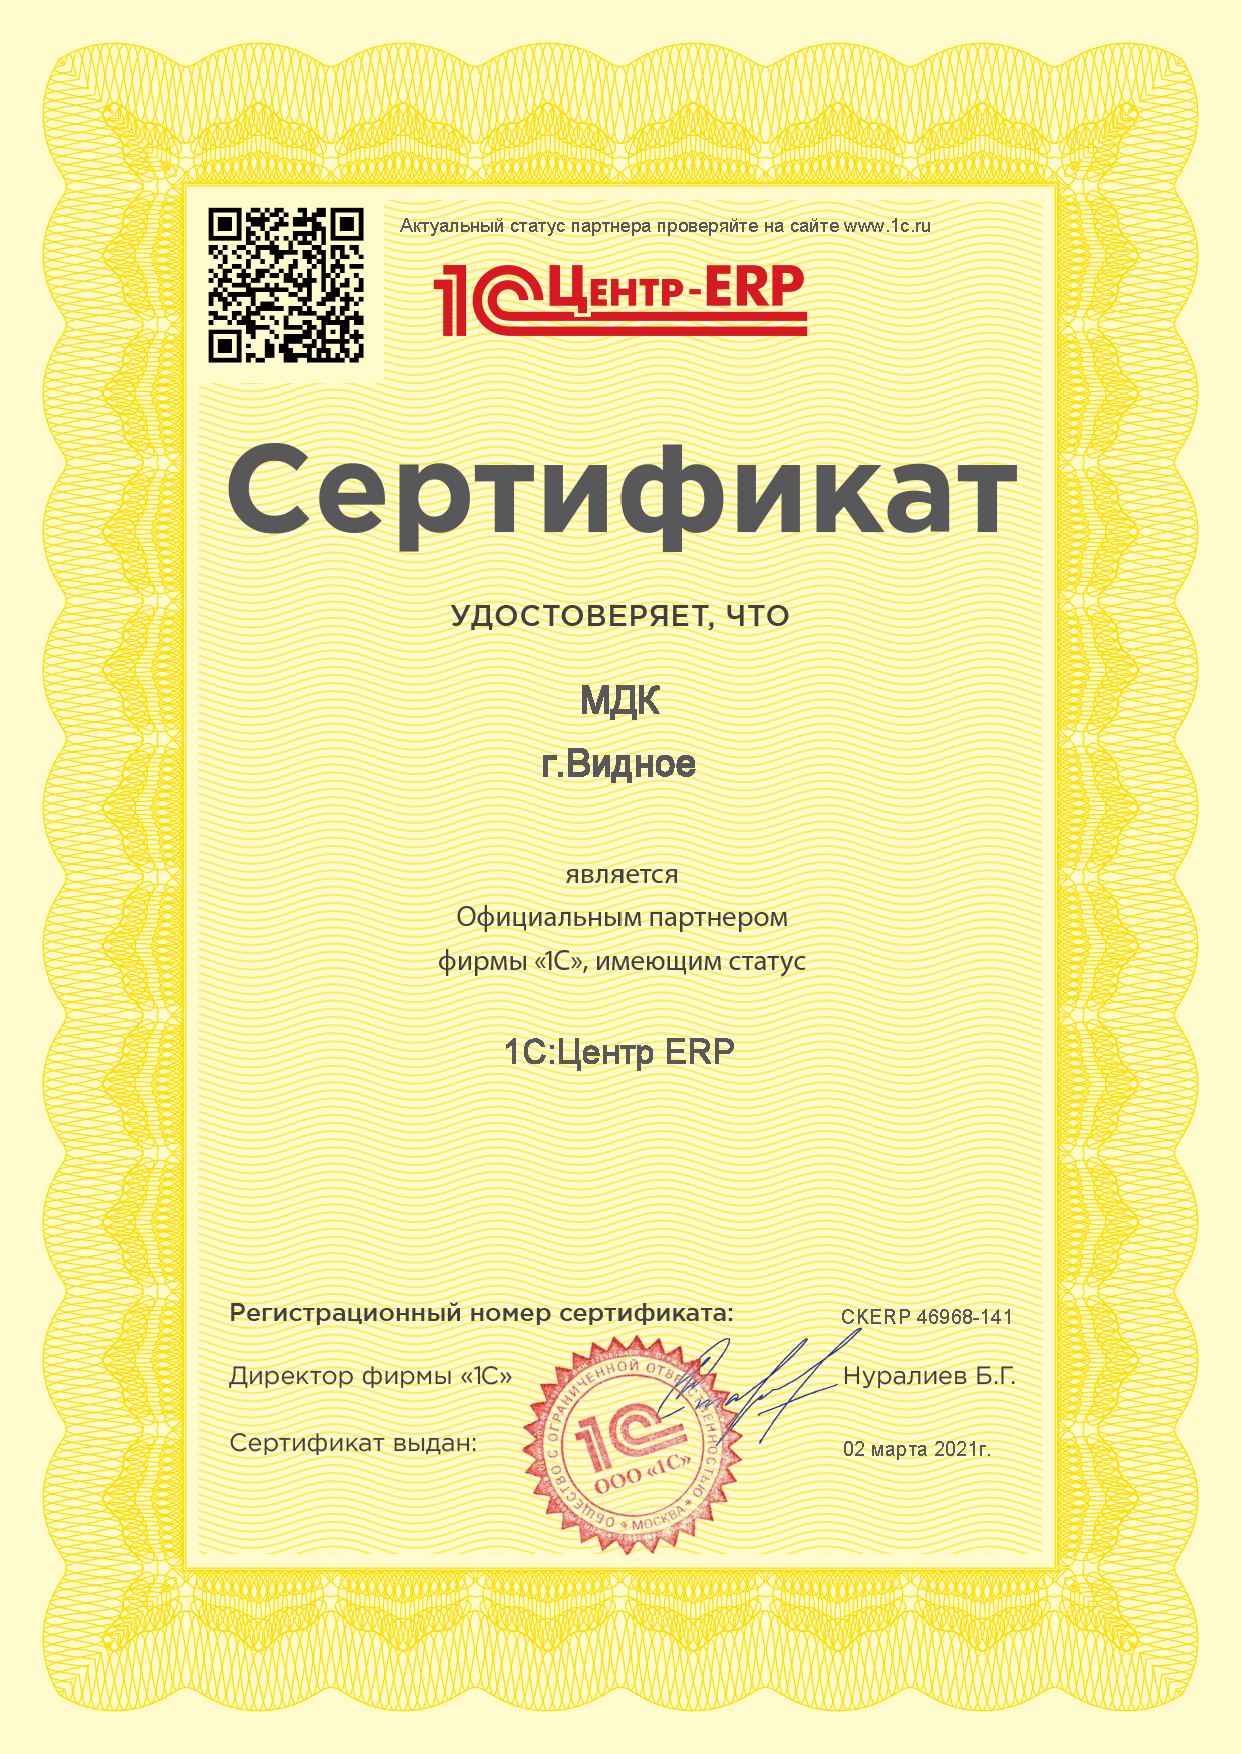 Актуальный статус партнера проверяйте на сайте www.1c.ru
1С ЦЕНТР-ERP
Сертификат
УДОСТОВЕРЯЕТ, ЧТО
МДК
г.Видное
является
Официальным партнером
фирмы «1С», имеющим статус
1С:Центр ERP
Регистрационный номер сертификата: CKERP 46968-141
Директор фирмы «1С» Нуралиев Б.Г.
Сертификат выдан: 02 марта 2021г.
ОБЩЕСТВО С ОГРАНИЧЕННОЙ ОТВЕТСТВЕННОСТЬЮ * МОСКВА *
1С
ООО «1С»